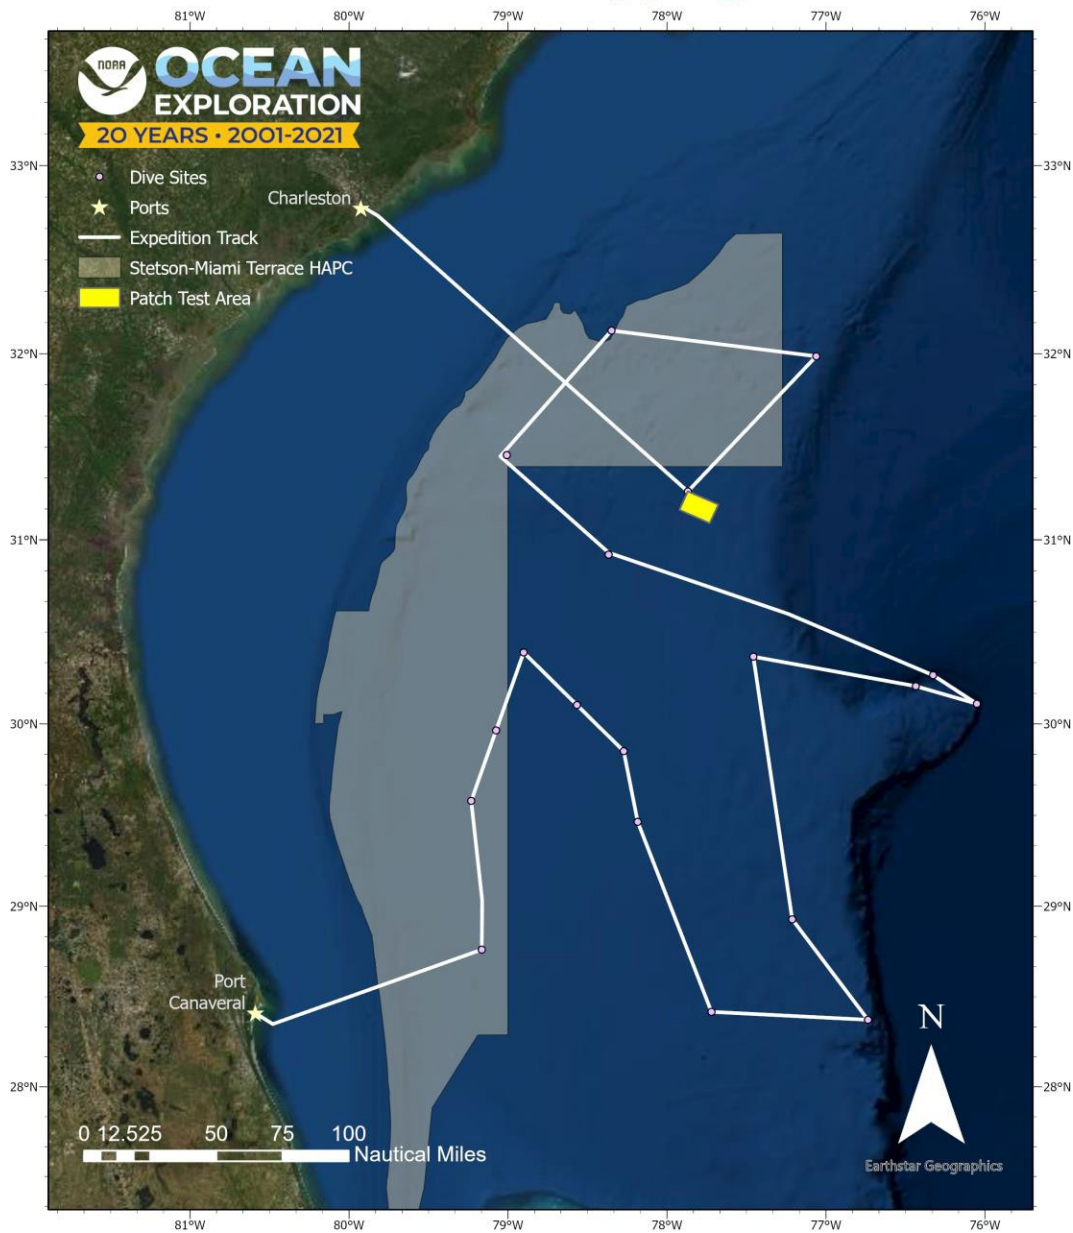 81°W 80°W 79°W 78°W 77°W 76°W
NOAA
OCEAN
EXPLORATION
20 YEARS • 2001-2021
33°N 33°N
Dive Sites
Charleston
Ports
Expedition Track
Stetson-Miami Terrace HAPC
Patch Test Area
32°N 32°N
31°N 31°N
30°N 30°N
29°N 29°N
Port
Canaveral
N
28°N 28°N
0 12.525 50 75 100
Nautical Miles
Earthstar Geographics
81°W 80°W 79°W 78°W 77°W 76°W